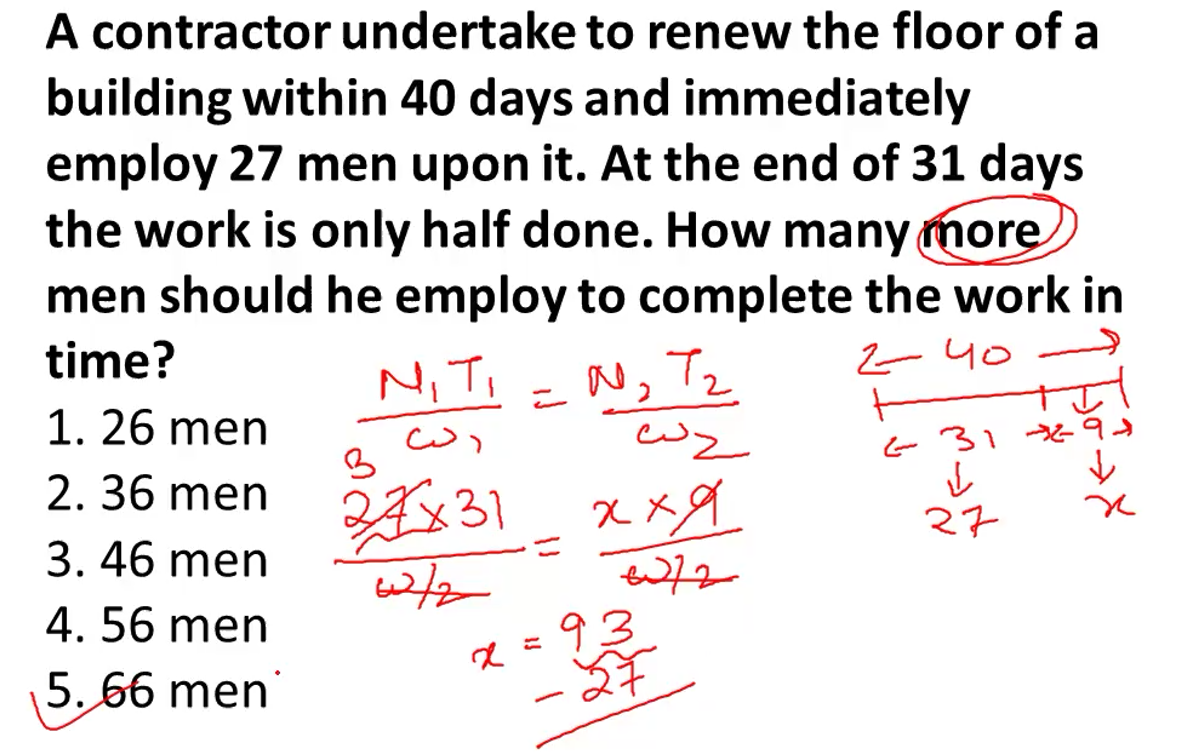 A contractor undertake to renew the floor of a
building within 40 days and immediately
employ 27 men upon it. At the end of 31 days
the work is only half done. How many more
men should he employ to complete the work in
time?
1. 26 men
2. 36 men
3. 46 men
4. 56 men
5. 66 men
N₁T₁/ω₁ = N₂T₂/ω₂
3
27×31/ω/2 = x×9/ω/2
x = 93
- 27
40
31 9
27 x